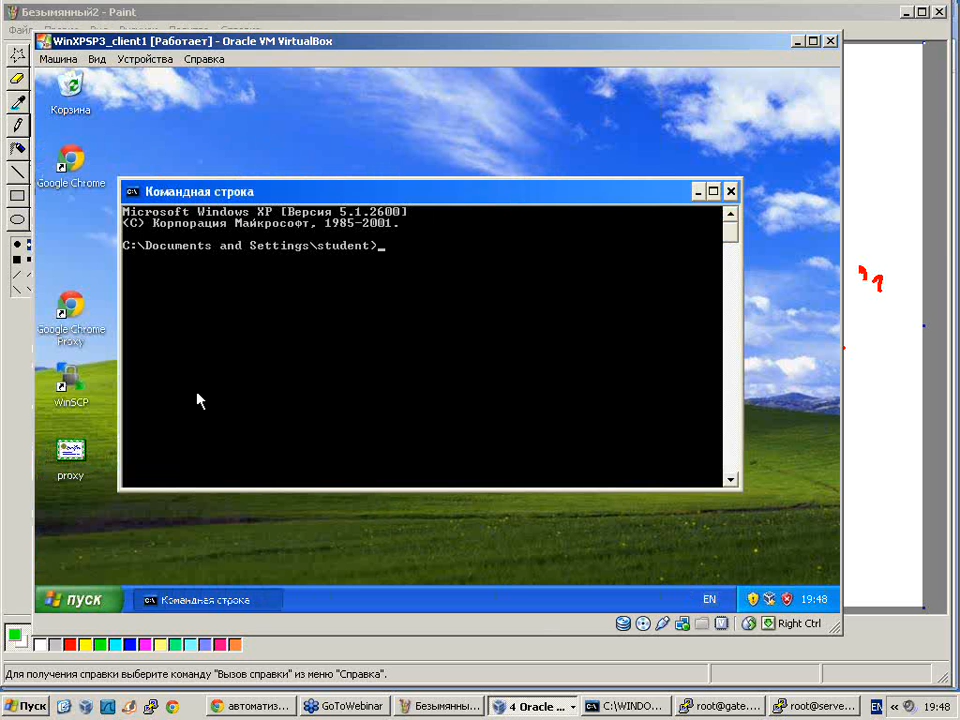 Безымянный2 - Paint
WinXPSP3_client1 [Работает] - Oracle VM VirtualBox
Машина Вид Устройства Справка
Корзина
Google Chrome
Командная строка
Microsoft Windows XP [Версия 5.1.2600]
(C) Корпорация Майкрософт, 1985-2001.
C:\Documents and Settings\student>_
Google Chrome
Proxy
WinSCP
proxy
пуск
Командная строка
EN
19:48
Right Ctrl
Для получения справки выберите команду "Вызов справки" из меню "Справка".
Пуск
автоматиз...
GoToWebinar
Безымянны...
4 Oracle ...
C:\WINDO...
root@gate....
root@serve...
EN
19:48